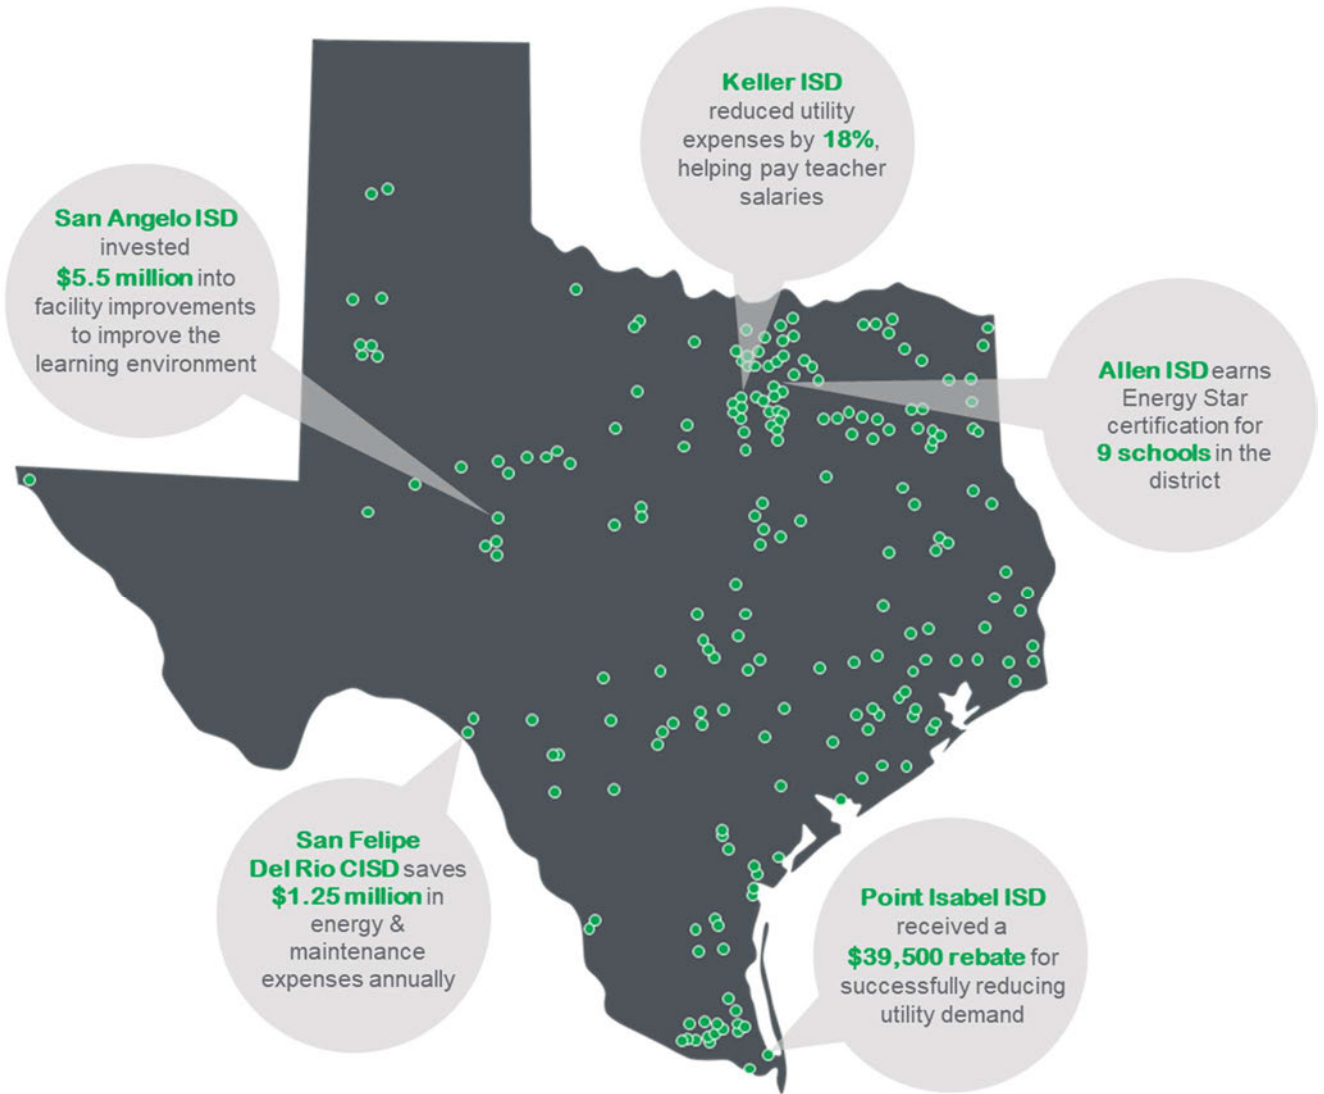 Keller ISD
reduced utility
expenses by 18%,
helping pay teacher
salaries
San Angelo ISD
invested
$5.5 million into
facility improvements
to improve the
learning environment
Allen ISD earns
Energy Star
certification for
9 schools in the
district
San Felipe
Del Rio CISD saves
$1.25 million in
energy &
maintenance
expenses annually
Point Isabel ISD
received a
$39,500 rebate for
successfully reducing
utility demand